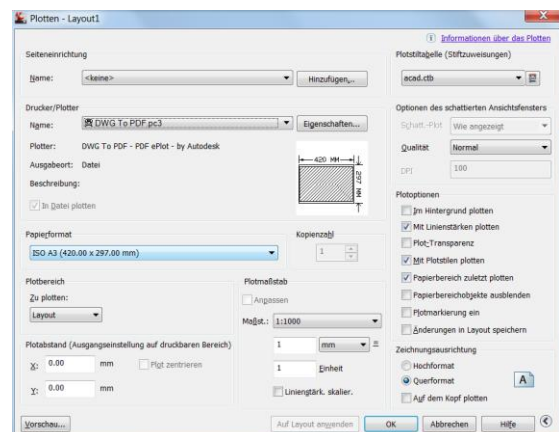 Plotten - Layout1
Informationen über das Plotten
Seiteneinrichtung
Name: <keine> Hinzufügen...
Plotstiltabelle (Stiftzuweisungen)
acad.ctb
Drucker/Plotter
Name: DWG To PDF.pc3 Eigenschaften...
Plotter: DWG To PDF - PDF ePlot - by Autodesk
Ausgabeort: Datei
Beschreibung:
In Datei plotten
420 MM
297 MM
Optionen des schattierten Ansichtsfensters
Schatt.-Plot Wie angezeigt
Qualität Normal
DPI 100
Papierformat
ISO A3 (420.00 x 297.00 mm)
Kopienzahl
1
Plotoptionen
Im Hintergrund plotten
Mit Linienstärken plotten
Plot-Transparenz
Mit Plotstilen plotten
Papierbereich zuletzt plotten
Papierbereichobjekte ausblenden
Plotmarkierung ein
Änderungen in Layout speichern
Plotbereich
Zu plotten:
Layout
Plotmaßstab
Anpassen
Maßst.: 1:1000
1 mm =
1 Einheit
Linienstärk. skalier.
Plotabstand (Ausgangseinstellung auf druckbaren Bereich)
X: 0.00 mm Plot zentrieren
Y: 0.00 mm
Zeichnungsausrichtung
Hochformat
Querformat
Auf dem Kopf plotten
A
Vorschau... Auf Layout anwenden OK Abbrechen Hilfe